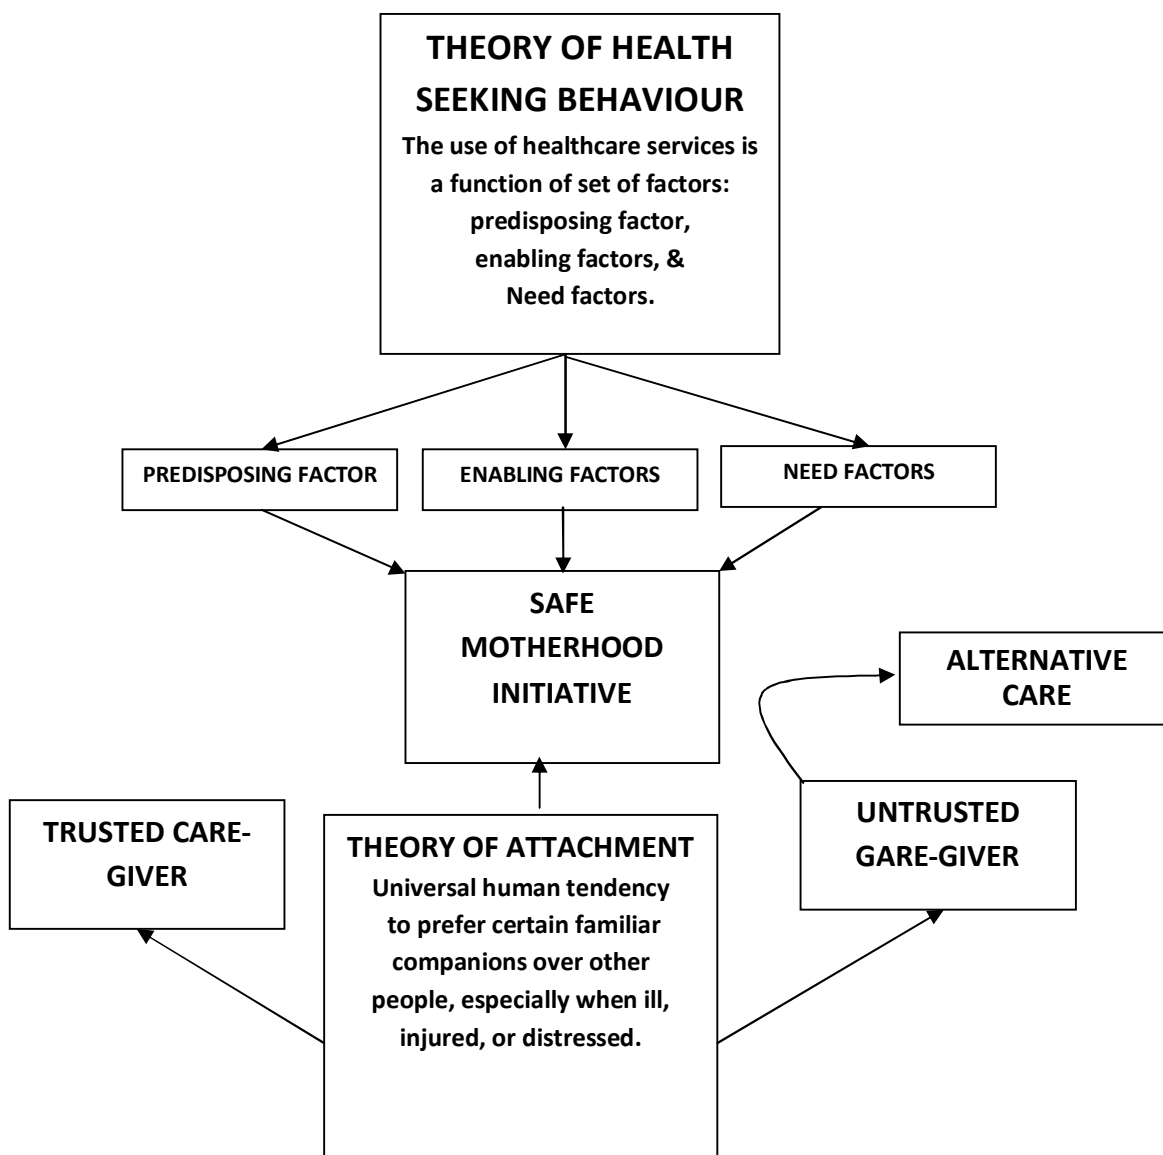 THEORY OF HEALTH
SEEKING BEHAVIOUR
The use of healthcare services is
a function of set of factors:
predisposing factor,
enabling factors, &
Need factors.
PREDISPOSING FACTOR
ENABLING FACTORS
NEED FACTORS
SAFE
MOTHERHOOD
INITIATIVE
ALTERNATIVE
CARE
TRUSTED CARE-
GIVER
THEORY OF ATTACHMENT
Universal human tendency
to prefer certain familiar
companions over other
people, especially when ill,
injured, or distressed.
UNTRUSTED
GARE-GIVER